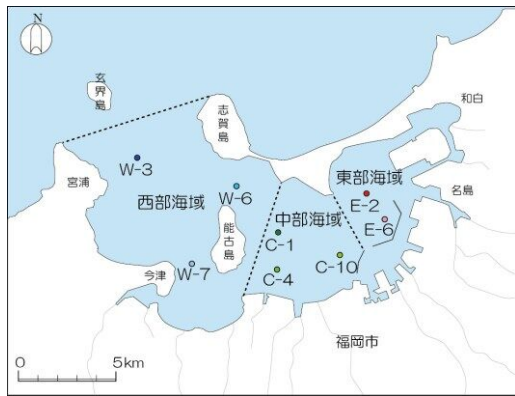 N
玄界島
志賀島
和白
W-3
宮浦
東部海域
名島
W-6
E-2
西部海域
中部海域
E-6
能古島
C-1
W-7
C-10
今津
C-4
福岡市
0
5km